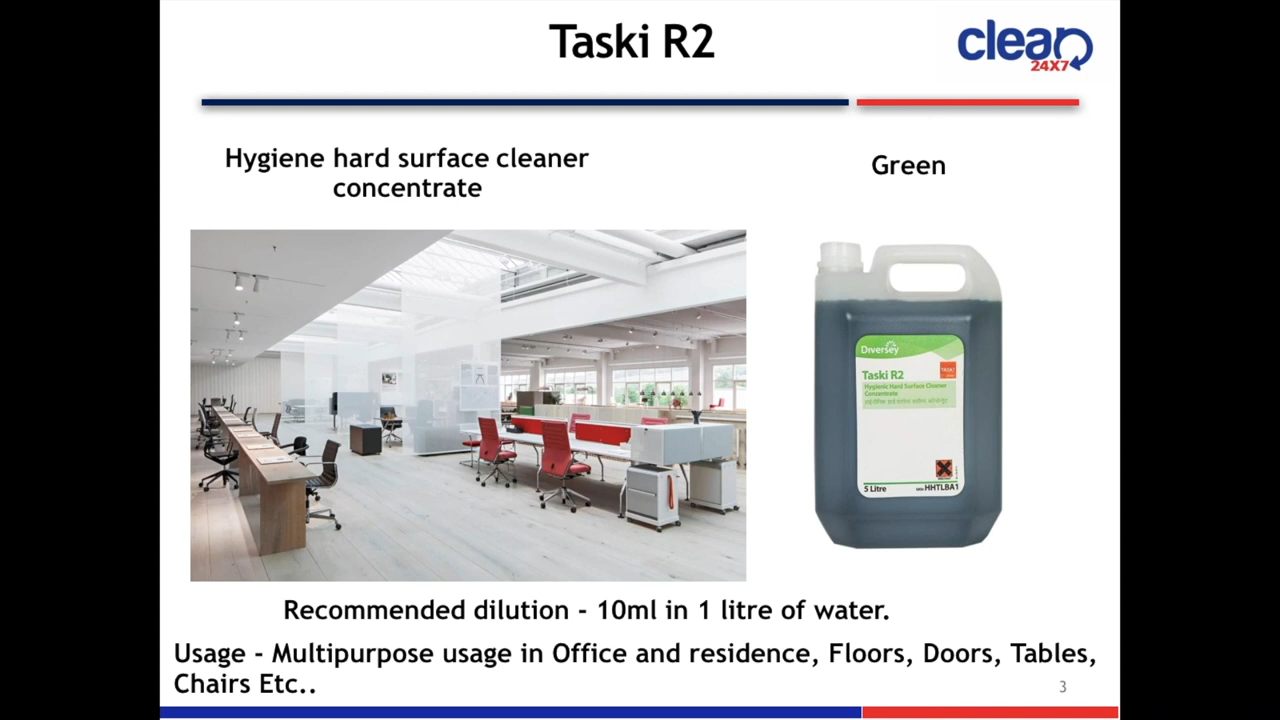 Taski R2
clean
24X7
Hygiene hard surface cleaner
concentrate
Green
Diversey
Taski R2
TASKI
Hygienic Hard Surface Cleaner
Concentrate
5 Litre
HHTLBA1
Recommended dilution - 10ml in 1 litre of water.
Usage - Multipurpose usage in Office and residence, Floors, Doors, Tables,
Chairs Etc..
3